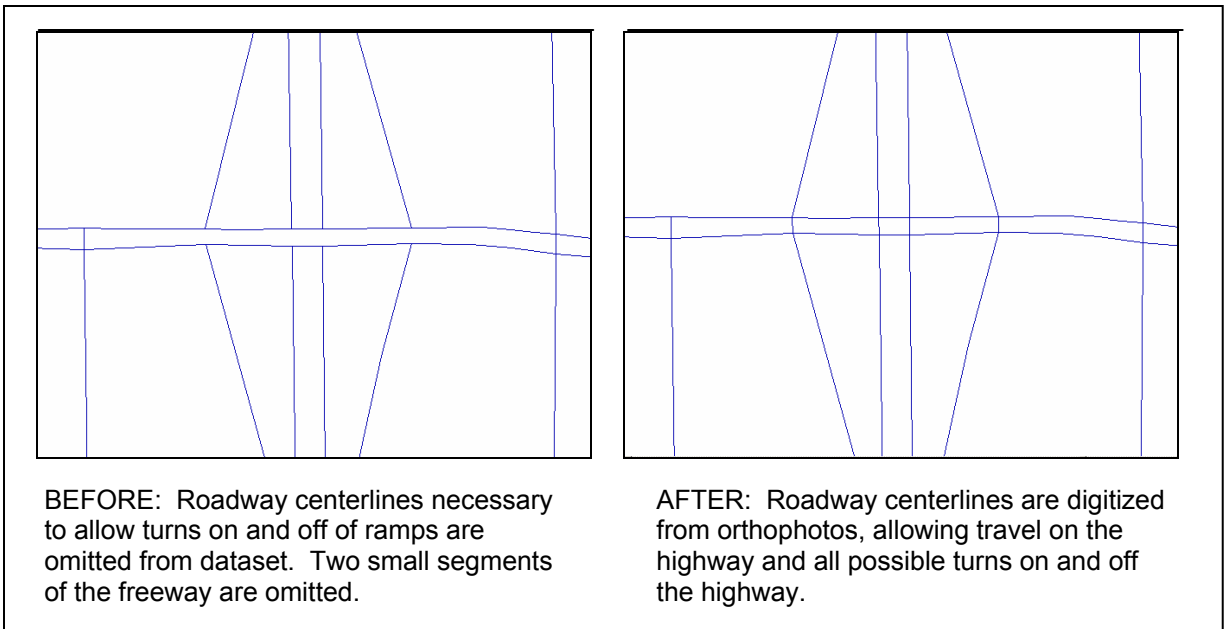 BEFORE:  Roadway centerlines necessary
to allow turns on and off of ramps are
omitted from dataset.  Two small segments
of the freeway are omitted.
AFTER:  Roadway centerlines are digitized
from orthophotos, allowing travel on the
highway and all possible turns on and off
the highway.